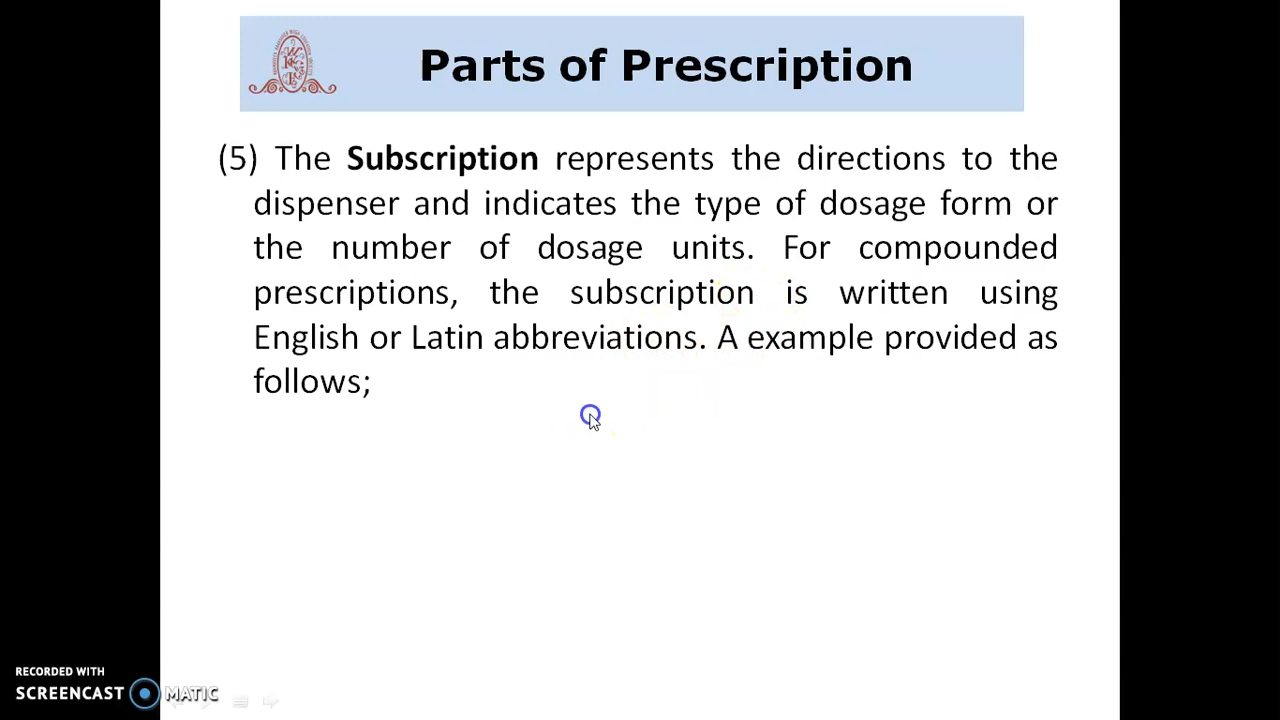 Parts of Prescription
(5) The Subscription represents the directions to the
dispenser and indicates the type of dosage form or
the number of dosage units. For compounded
prescriptions, the subscription is written using
English or Latin abbreviations. A example provided as
follows;
RECORDED WITH
SCREENCAST MATIC